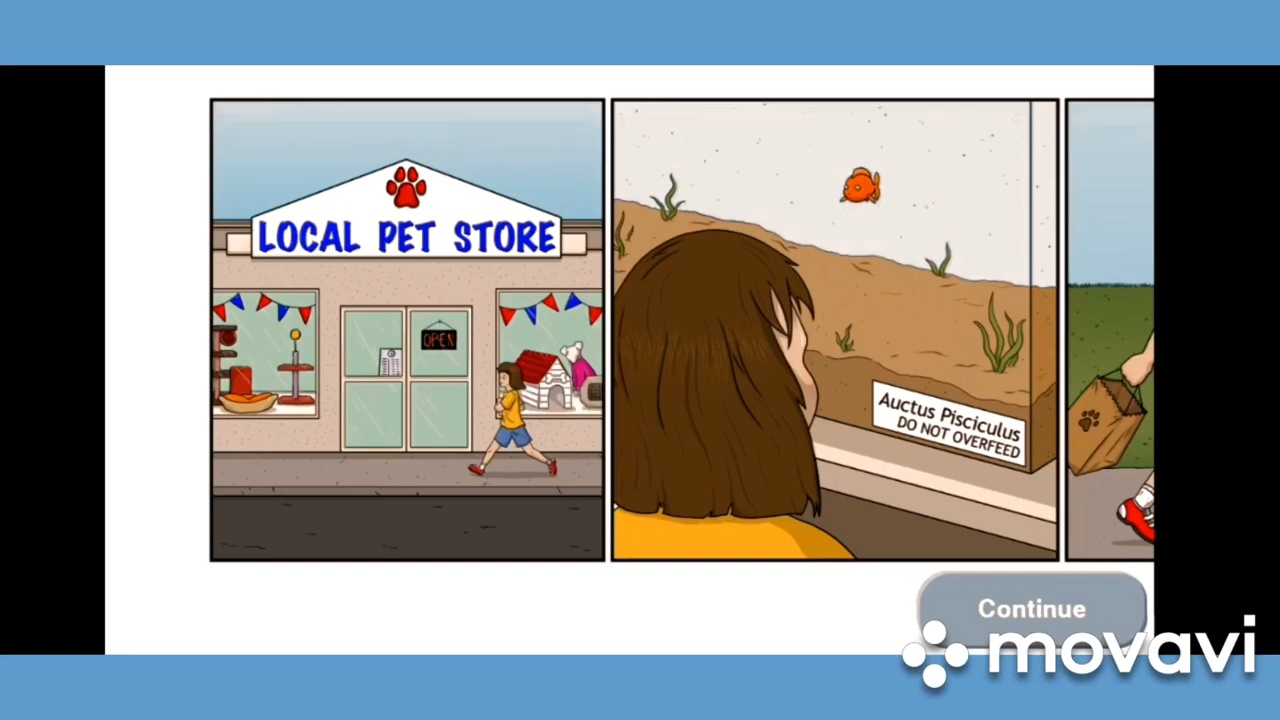 LOCAL PET STORE
OPEN
Auctus Pisciculus
DO NOT OVERFEED
Continue
movavi